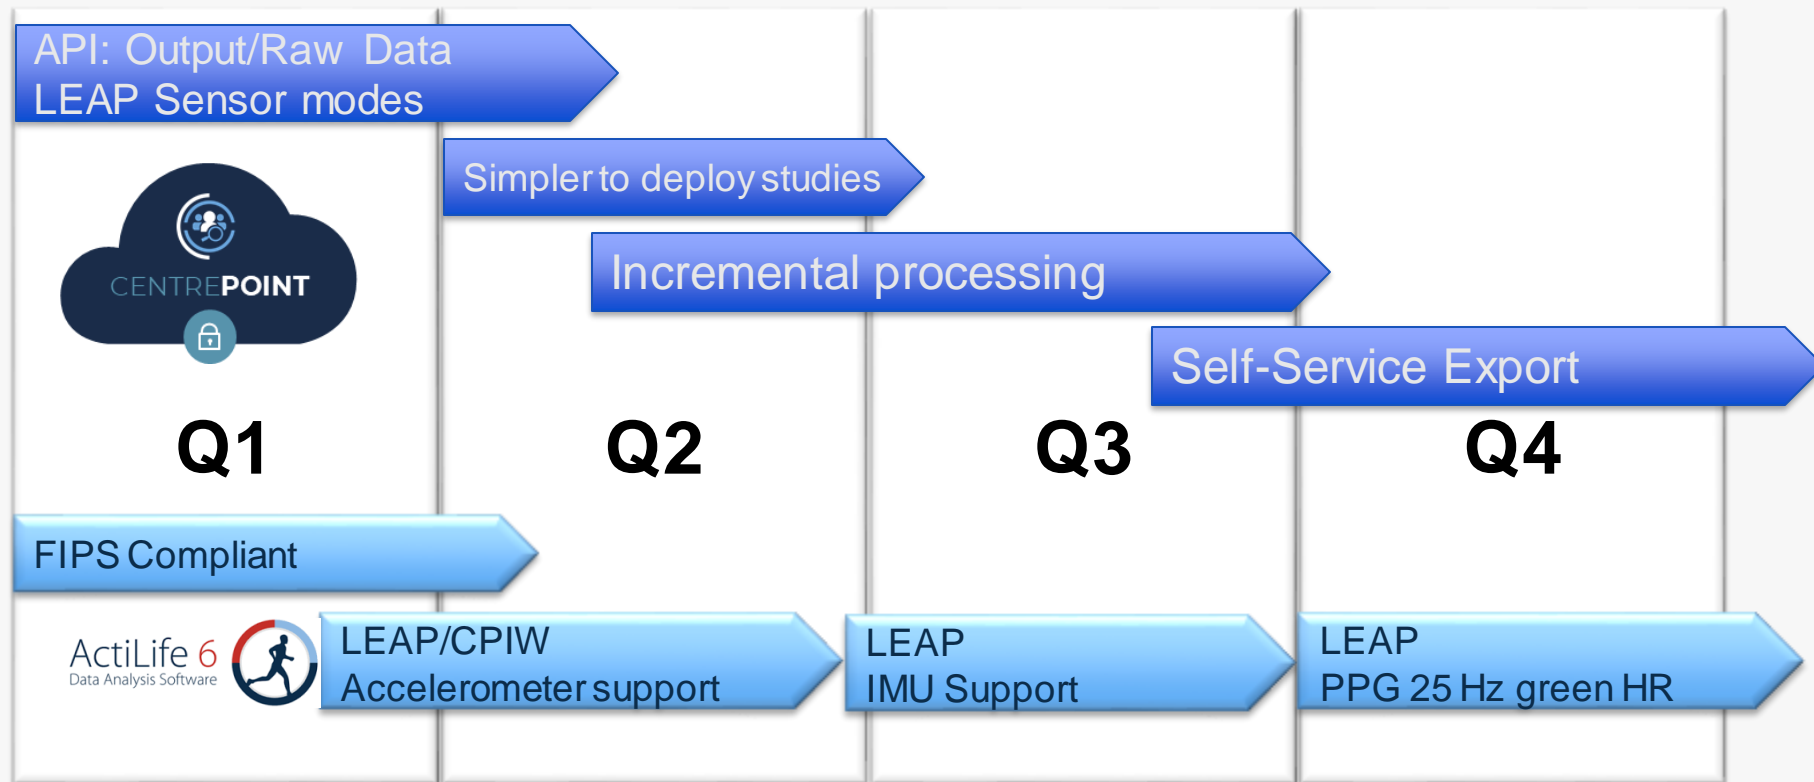 API: Output/Raw Data
LEAP Sensor modes
Simpler to deploy studies
CENTREPOINT
Incremental processing
Self-Service Export
Q1
Q2
Q3
Q4
FIPS Compliant
ActiLife 6
Data Analysis Software
LEAP/CPIW
Accelerometer support
LEAP
IMU Support
LEAP
PPG 25 Hz green HR